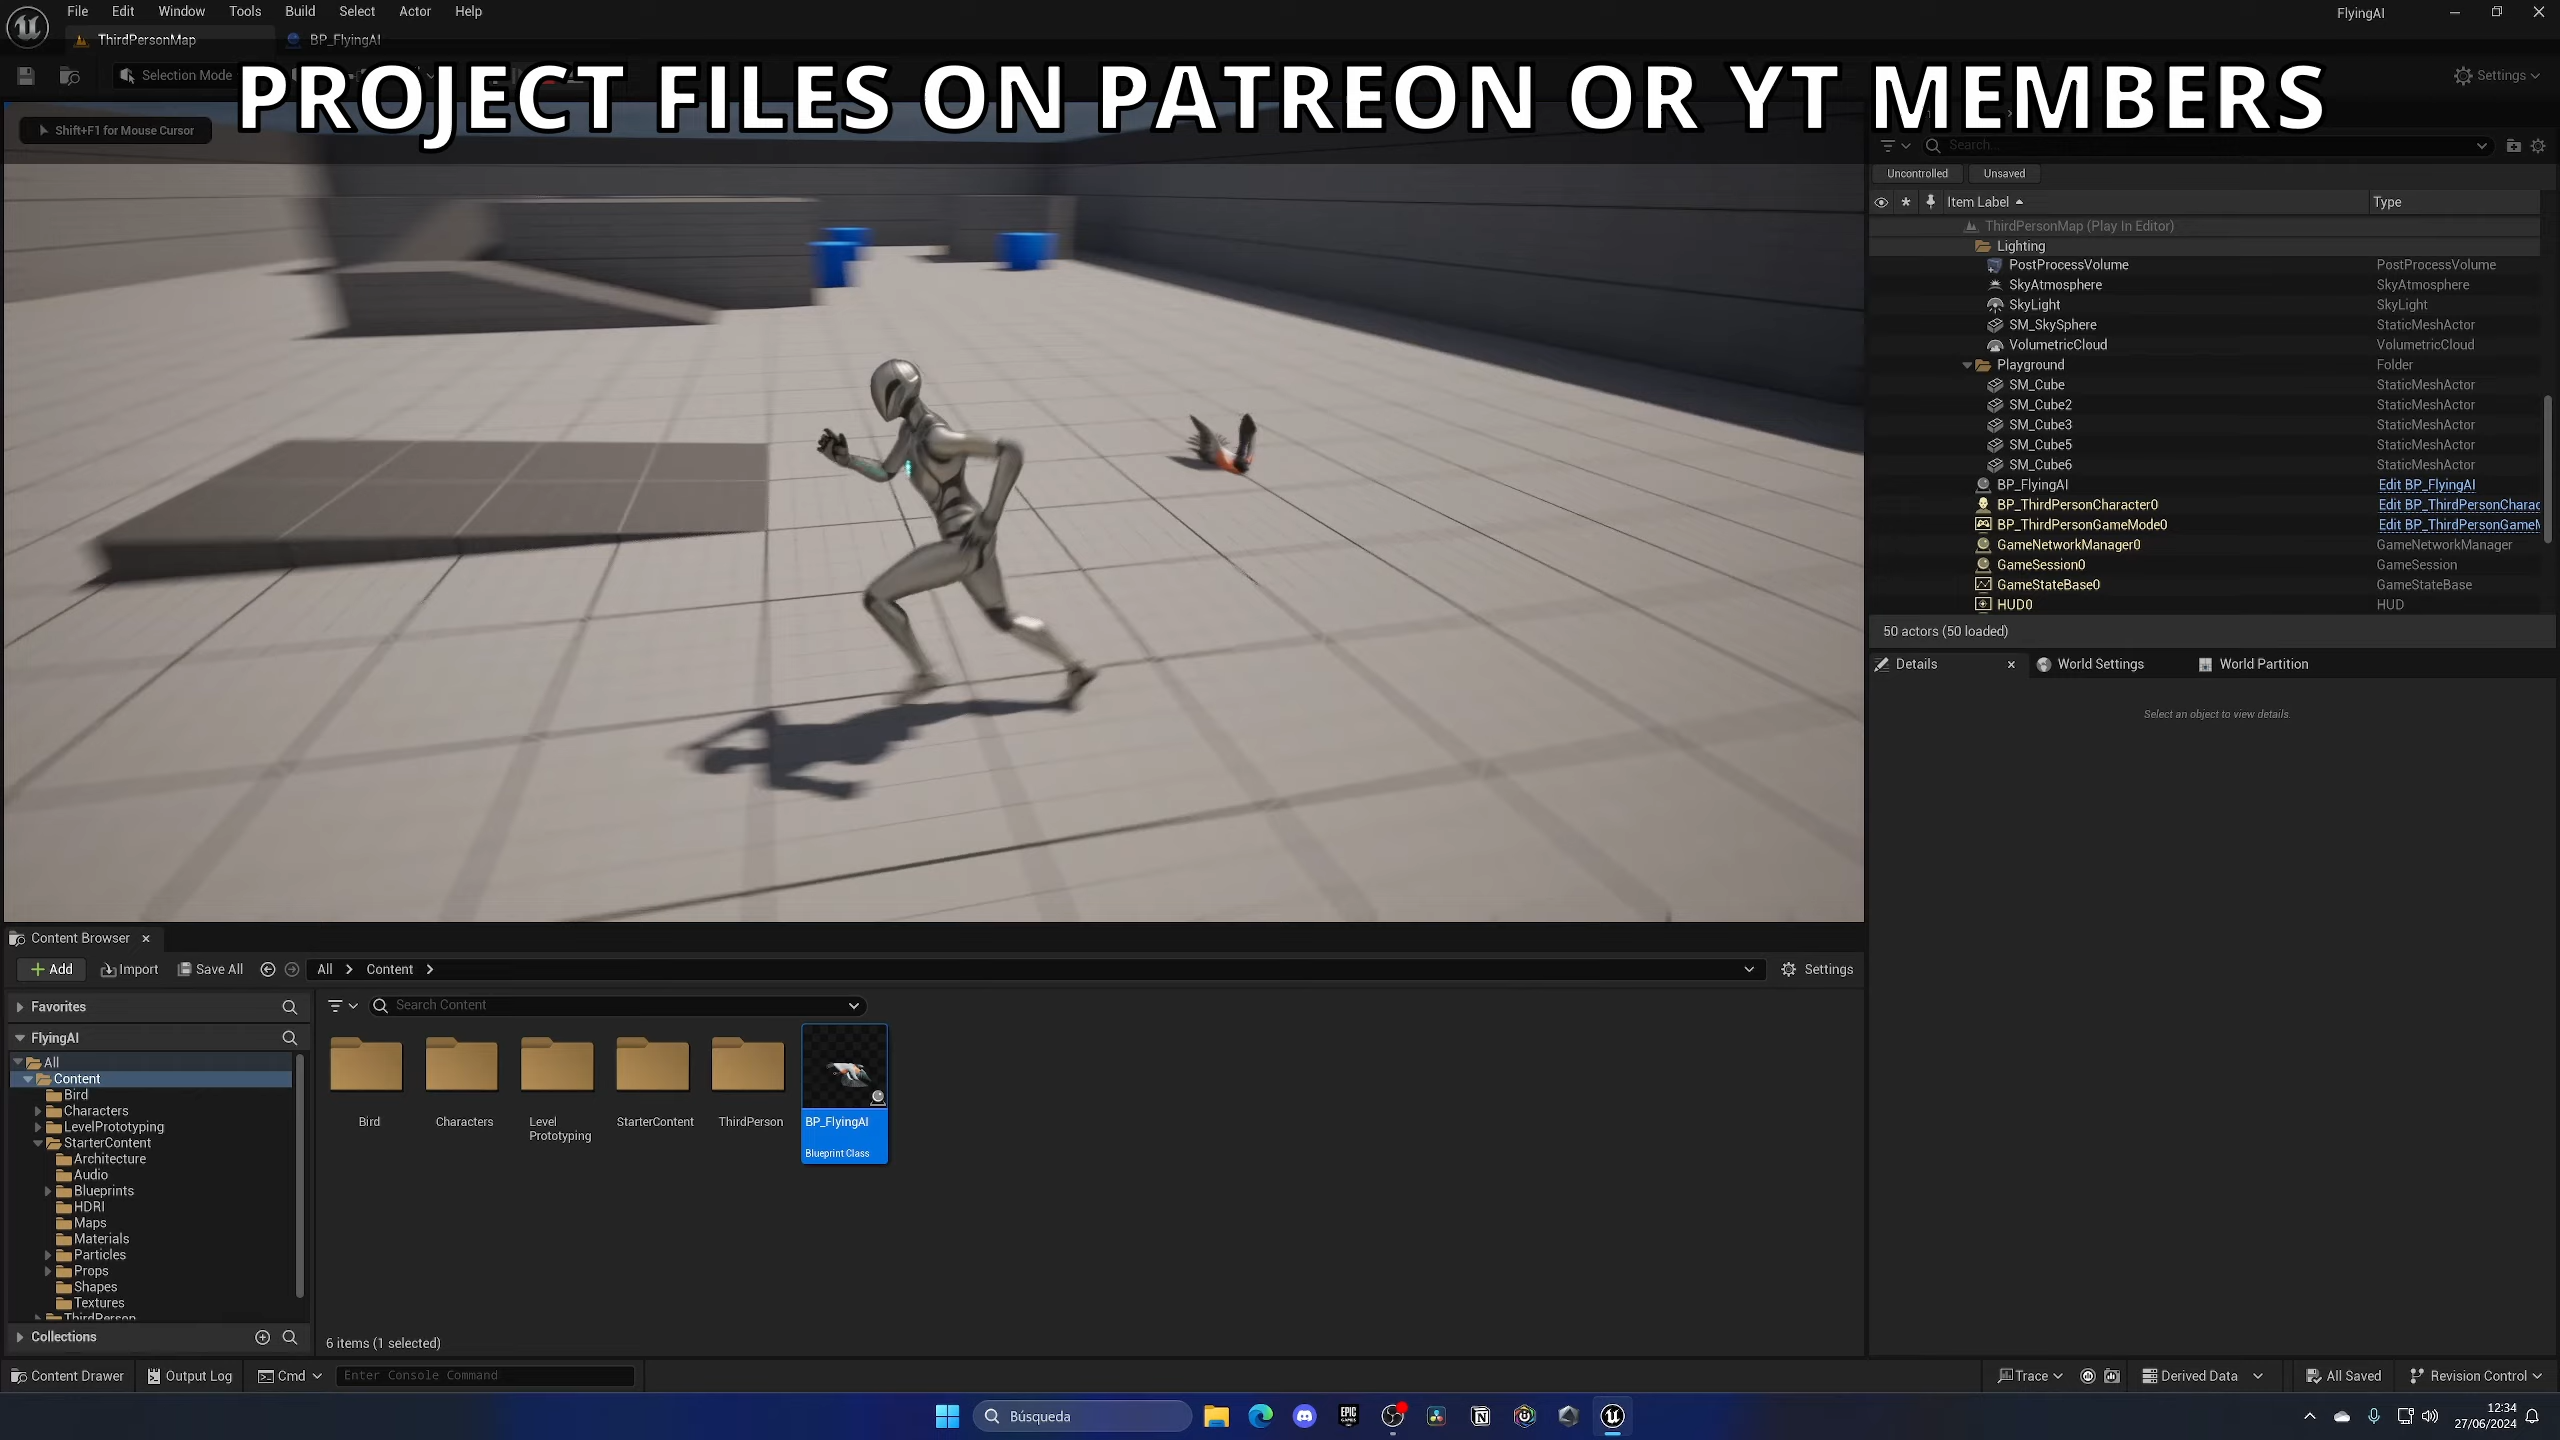 File Edit Window Tools Build Select Actor Help
FlyingAI
ThirdPersonMap
BP_FlyingAI
Selection Mode
Settings
PROJECT FILES ON PATREON OR YT MEMBERS
Shift+F1 for Mouse Cursor
Search...
Uncontrolled Unsaved
Item Label Type
ThirdPersonMap (Play In Editor)
Lighting
PostProcessVolume PostProcessVolume
SkyAtmosphere SkyAtmosphere
SkyLight SkyLight
SM_SkySphere StaticMeshActor
VolumetricCloud VolumetricCloud
Playground Folder
SM_Cube StaticMeshActor
SM_Cube2 StaticMeshActor
SM_Cube3 StaticMeshActor
SM_Cube5 StaticMeshActor
SM_Cube6 StaticMeshActor
BP_FlyingAI Edit BP_FlyingAI
BP_ThirdPersonCharacter0 Edit BP_ThirdPersonCharac
BP_ThirdPersonGameMode0 Edit BP_ThirdPersonGameM
GameNetworkManager0 GameNetworkManager
GameSession0 GameSession
GameStateBase0 GameStateBase
HUD0 HUD
50 actors (50 loaded)
Details World Settings World Partition
Select an object to view details.
Content Browser
Add Import Save All All Content Settings
Favorites
Search Content
FlyingAI
All
Content
Bird
Characters
LevelPrototyping
StarterContent
Architecture
Audio
Blueprints
HDRI
Maps
Materials
Particles
Props
Shapes
Textures
ThirdPerson
Collections
Bird
Characters
Level
Prototyping
StarterContent
ThirdPerson
BP_FlyingAI
Blueprint Class
6 items (1 selected)
Content Drawer Output Log Cmd Enter Console Command Trace Derived Data All Saved Revision Control
Búsqueda
EPIC
GAMES
12:34
27/06/2024